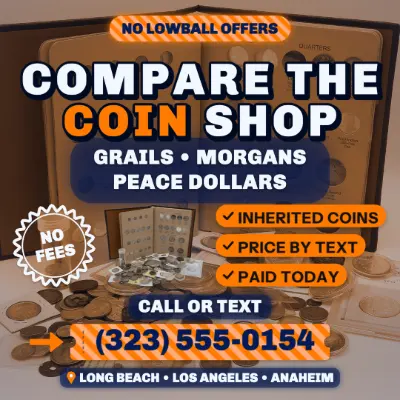 NO LOWBALL OFFERS
QUARTERS
COMPARE THE
COIN SHOP
GRAILS • MORGANS
PEACE DOLLARS
✓ INHERITED COINS
NO
FEES
✓ PRICE BY TEXT
✓ PAID TODAY
CALL OR TEXT
(323) 555-0154
LONG BEACH • LOS ANGELES • ANAHEIM